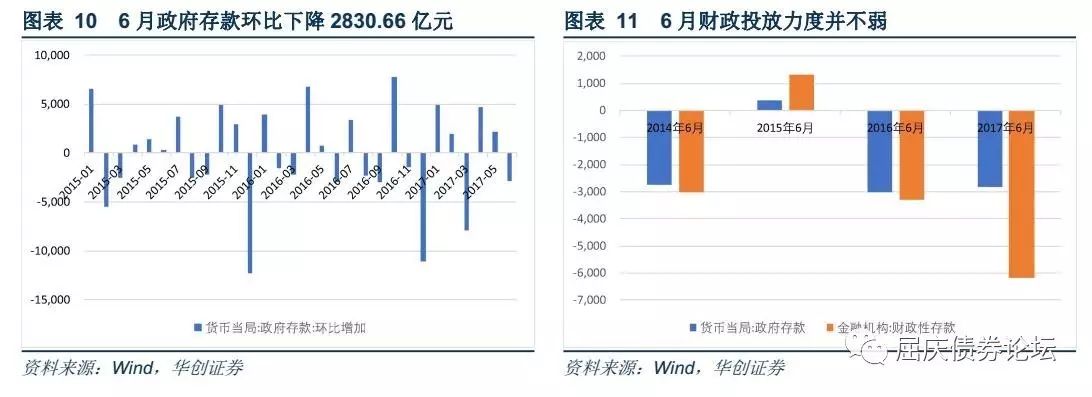 图表 10 6 月政府存款环比下降 2830.66 亿元
10,000
5,000
0
-5,000
-10,000
-15,000
2015-01
2015-03
2015-05
2015-07
2015-09
2015-11
2016-01
2016-03
2016-05
2016-07
2016-09
2016-11
2017-01
2017-03
2017-05
货币当局:政府存款:环比增加
资料来源：Wind，华创证券
图表 11 6 月财政投放力度并不弱
2,000
1,000
0
-1,000
-2,000
-3,000
-4,000
-5,000
-6,000
-7,000
2014年6月
2015年6月
2016年6月
2017年6月
货币当局:政府存款
金融机构:财政性存款
资料来源：Wind，华创证券
屈庆债券论坛